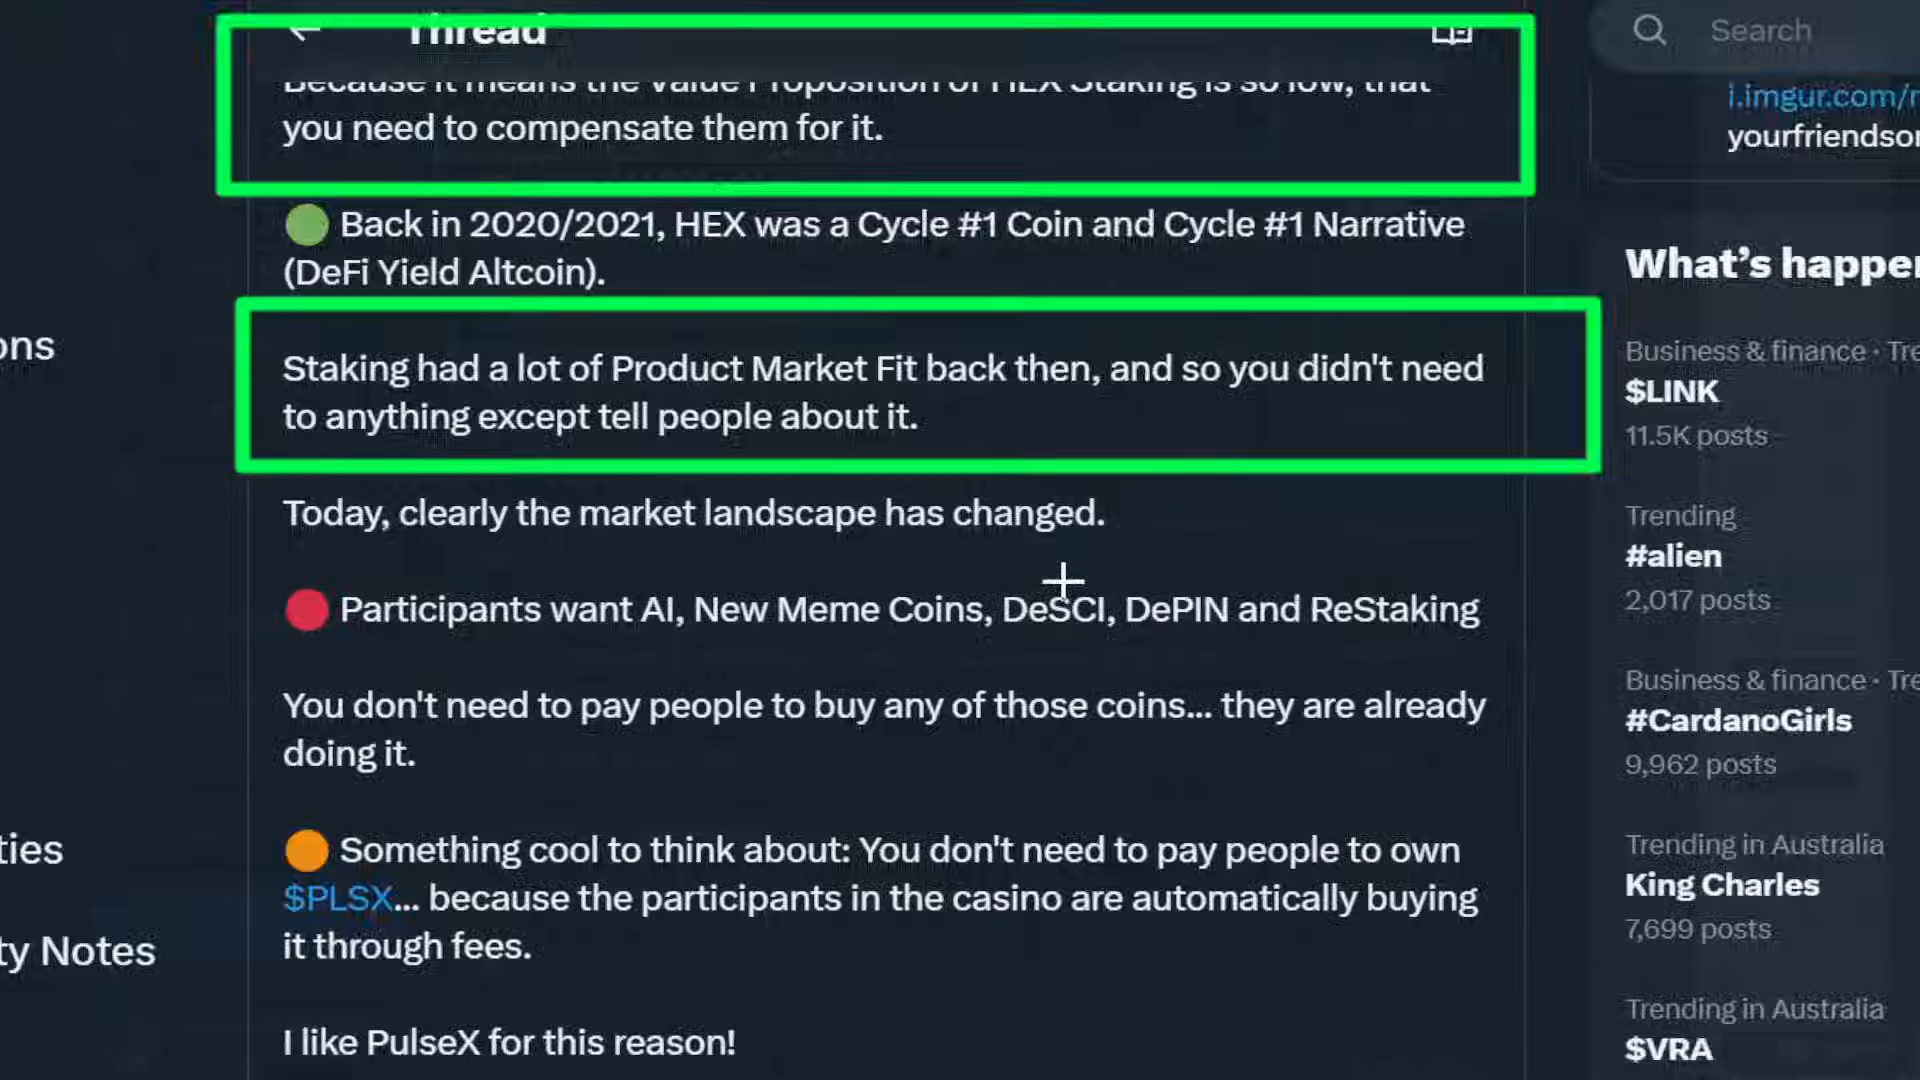 Thread
Search
Because it means the Value Proposition of HEX Staking is so low, that
you need to compensate them for it.
Back in 2020/2021, HEX was a Cycle #1 Coin and Cycle #1 Narrative
(DeFi Yield Altcoin).
Staking had a lot of Product Market Fit back then, and so you didn't need
to anything except tell people about it.
Today, clearly the market landscape has changed.
Participants want AI, New Meme Coins, DeSCI, DePIN and ReStaking
You don't need to pay people to buy any of those coins... they are already
doing it.
Something cool to think about: You don't need to pay people to own
$PLSX... because the participants in the casino are automatically buying
it through fees.
I like PulseX for this reason!
ons
ties
ty Notes
i.imgur.com/
yourfriendso
What's happe
Business & finance · Tre
$LINK
11.5K posts
Trending
#alien
2,017 posts
Business & finance · Tre
#CardanoGirls
9,962 posts
Trending in Australia
King Charles
7,699 posts
Trending in Australia
$VRA